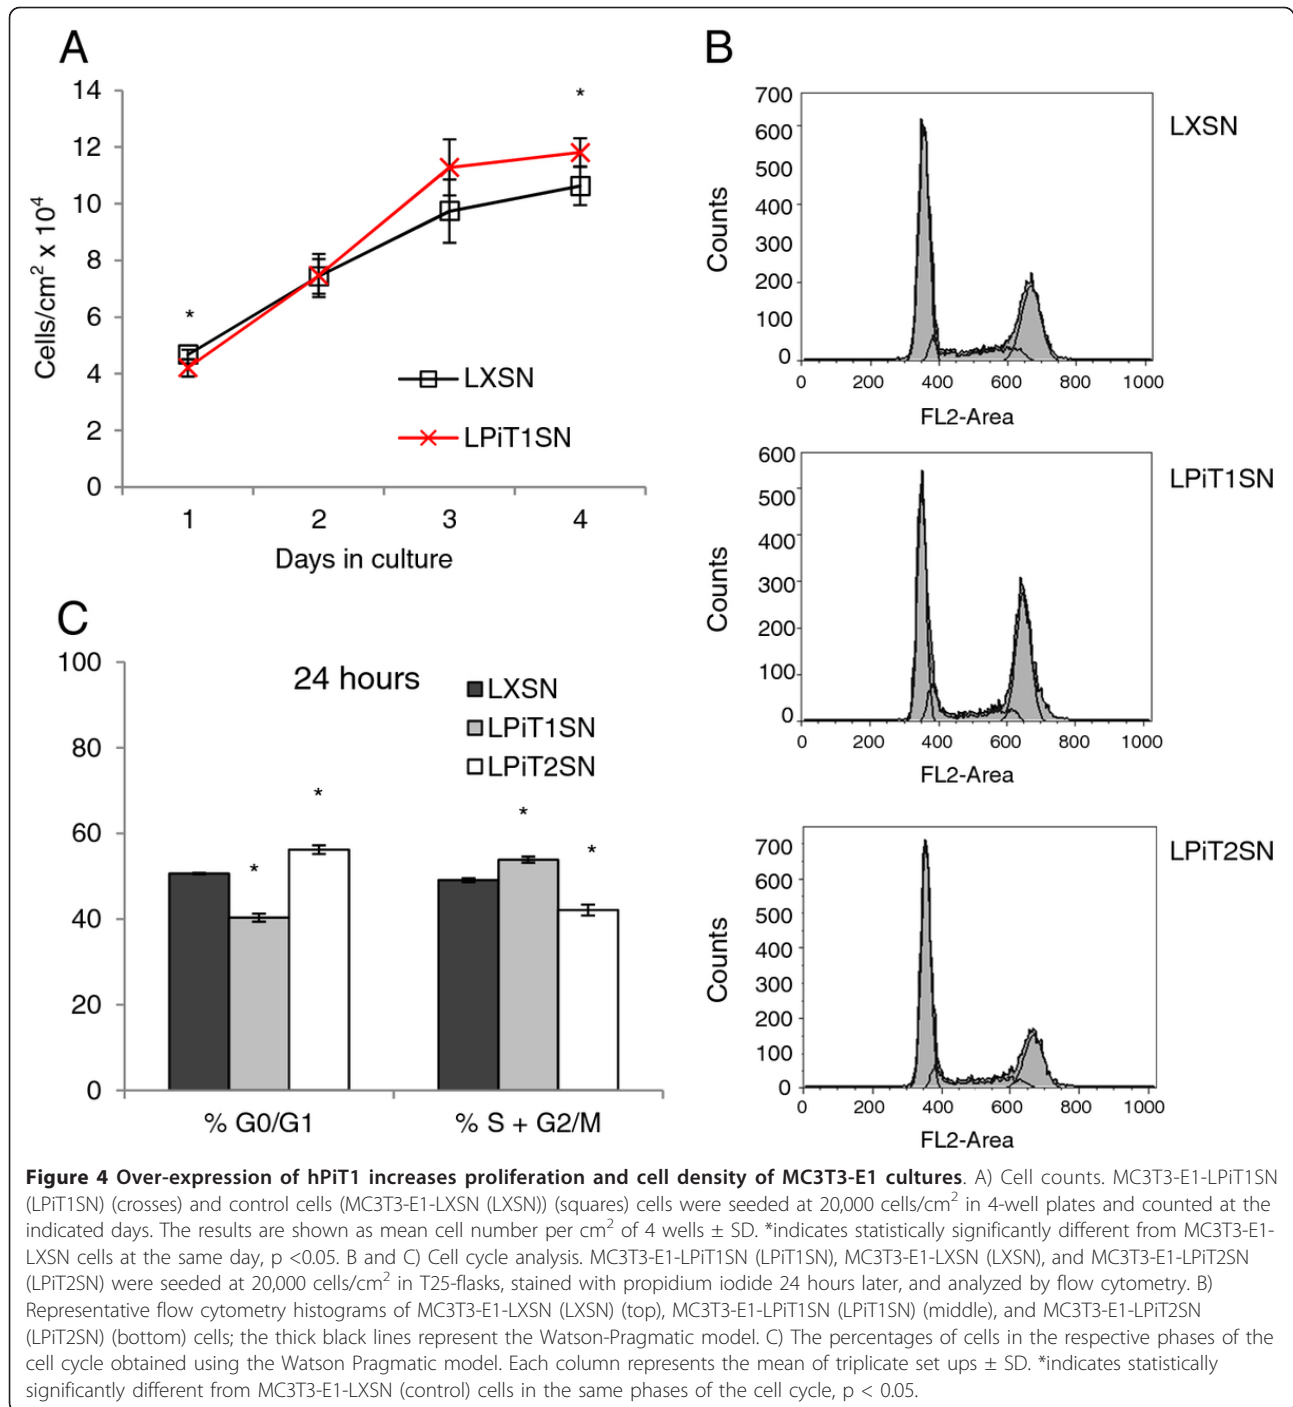 A
14
12
10
8
6
4
2
0
Cells/cm² x 10⁴
*
*
LXSN
LPiT1SN
1 2 3 4
Days in culture
B
700
600
500
400
300
200
100
0
Counts
0 200 400 600 800 1000
FL2-Area
LXSN
600
500
400
300
200
100
0
Counts
0 200 400 600 800 1000
FL2-Area
LPiT1SN
700
600
500
400
300
200
100
0
Counts
0 200 400 600 800 1000
FL2-Area
LPiT2SN
C
100
80
60
40
20
0
24 hours
LXSN
LPiT1SN
LPiT2SN
*
*
*
*
% G0/G1 % S + G2/M
Figure 4 Over-expression of hPiT1 increases proliferation and cell density of MC3T3-E1 cultures. A) Cell counts. MC3T3-E1-LPiT1SN
(LPiT1SN) (crosses) and control cells (MC3T3-E1-LXSN (LXSN)) (squares) cells were seeded at 20,000 cells/cm² in 4-well plates and counted at the
indicated days. The results are shown as mean cell number per cm² of 4 wells ± SD. *indicates statistically significantly different from MC3T3-E1-
LXSN cells at the same day, p <0.05. B and C) Cell cycle analysis. MC3T3-E1-LPiT1SN (LPiT1SN), MC3T3-E1-LXSN (LXSN), and MC3T3-E1-LPiT2SN
(LPiT2SN) were seeded at 20,000 cells/cm² in T25-flasks, stained with propidium iodide 24 hours later, and analyzed by flow cytometry. B)
Representative flow cytometry histograms of MC3T3-E1-LXSN (LXSN) (top), MC3T3-E1-LPiT1SN (LPiT1SN) (middle), and MC3T3-E1-LPiT2SN
(LPiT2SN) (bottom) cells; the thick black lines represent the Watson-Pragmatic model. C) The percentages of cells in the respective phases of the
cell cycle obtained using the Watson Pragmatic model. Each column represents the mean of triplicate set ups ± SD. *indicates statistically
significantly different from MC3T3-E1-LXSN (control) cells in the same phases of the cell cycle, p < 0.05.